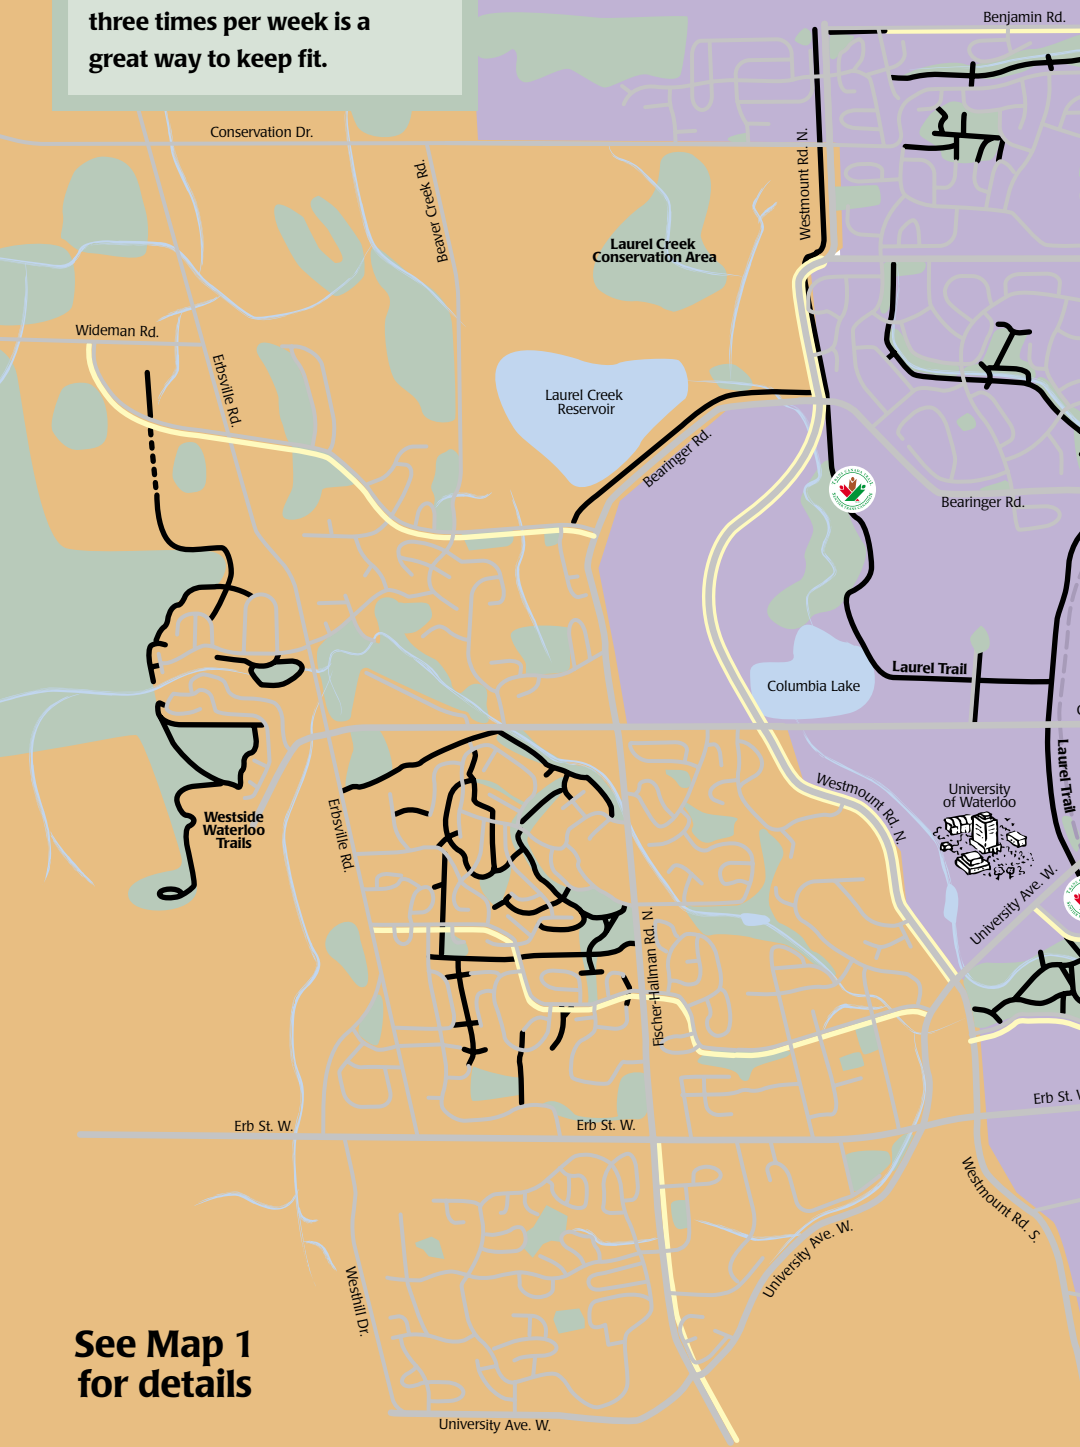 three times per week is a
great way to keep fit.
Benjamin Rd.
Conservation Dr.
Beaver Creek Rd.
Westmount Rd. N.
Laurel Creek
Conservation Area
Wideman Rd.
Erbsville Rd.
Laurel Creek
Reservoir
Bearinger Rd.
Bearinger Rd.
Laurel Trail
Columbia Lake
Laurel Trail
Westmount Rd. N.
University
of Waterloo
Westside
Waterloo
Trails
Erbsville Rd.
University Ave. W.
Fischer-Hallman Rd. N.
Erb St. W.
Erb St. W.
Erb St. W
Westmount Rd. S.
University Ave. W.
Westhill Dr.
See Map 1
for details
University Ave. W.